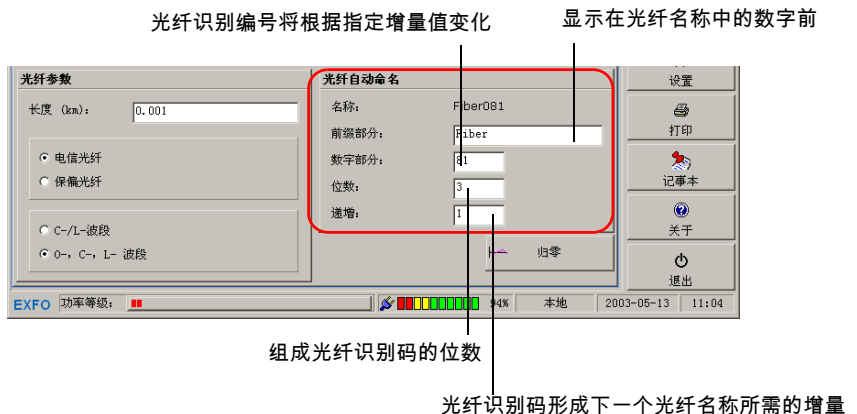 光纤识别编号将根据指定增量值变化
显示在光纤名称中的数字前
光纤参数
长度 (km): 0.001
电信光纤
保偏光纤
C-/L-波段
O-, C-, L- 波段
光纤自动命名
名称: Fiber081
前缀部分: Fiber
数字部分: 81
位数: 3
递增: 1
归零
设置
打印
记事本
关于
退出
EXFO 功率等级: 94% 本地 2003-05-13 11:04
组成光纤识别码的位数
光纤识别码形成下一个光纤名称所需的增量